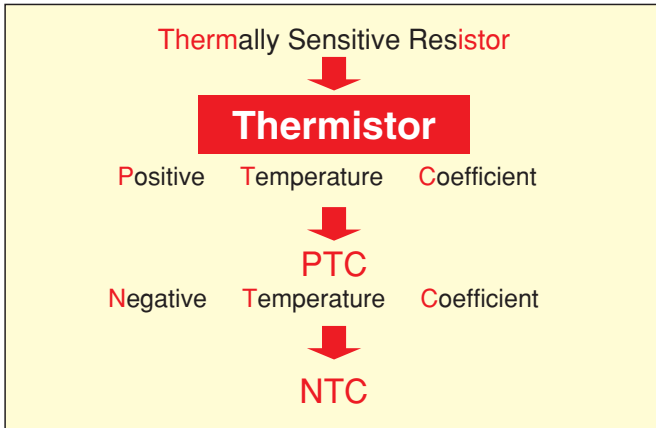 Thermally Sensitive Resistor
Thermistor
Positive Temperature Coefficient
PTC
Negative Temperature Coefficient
NTC